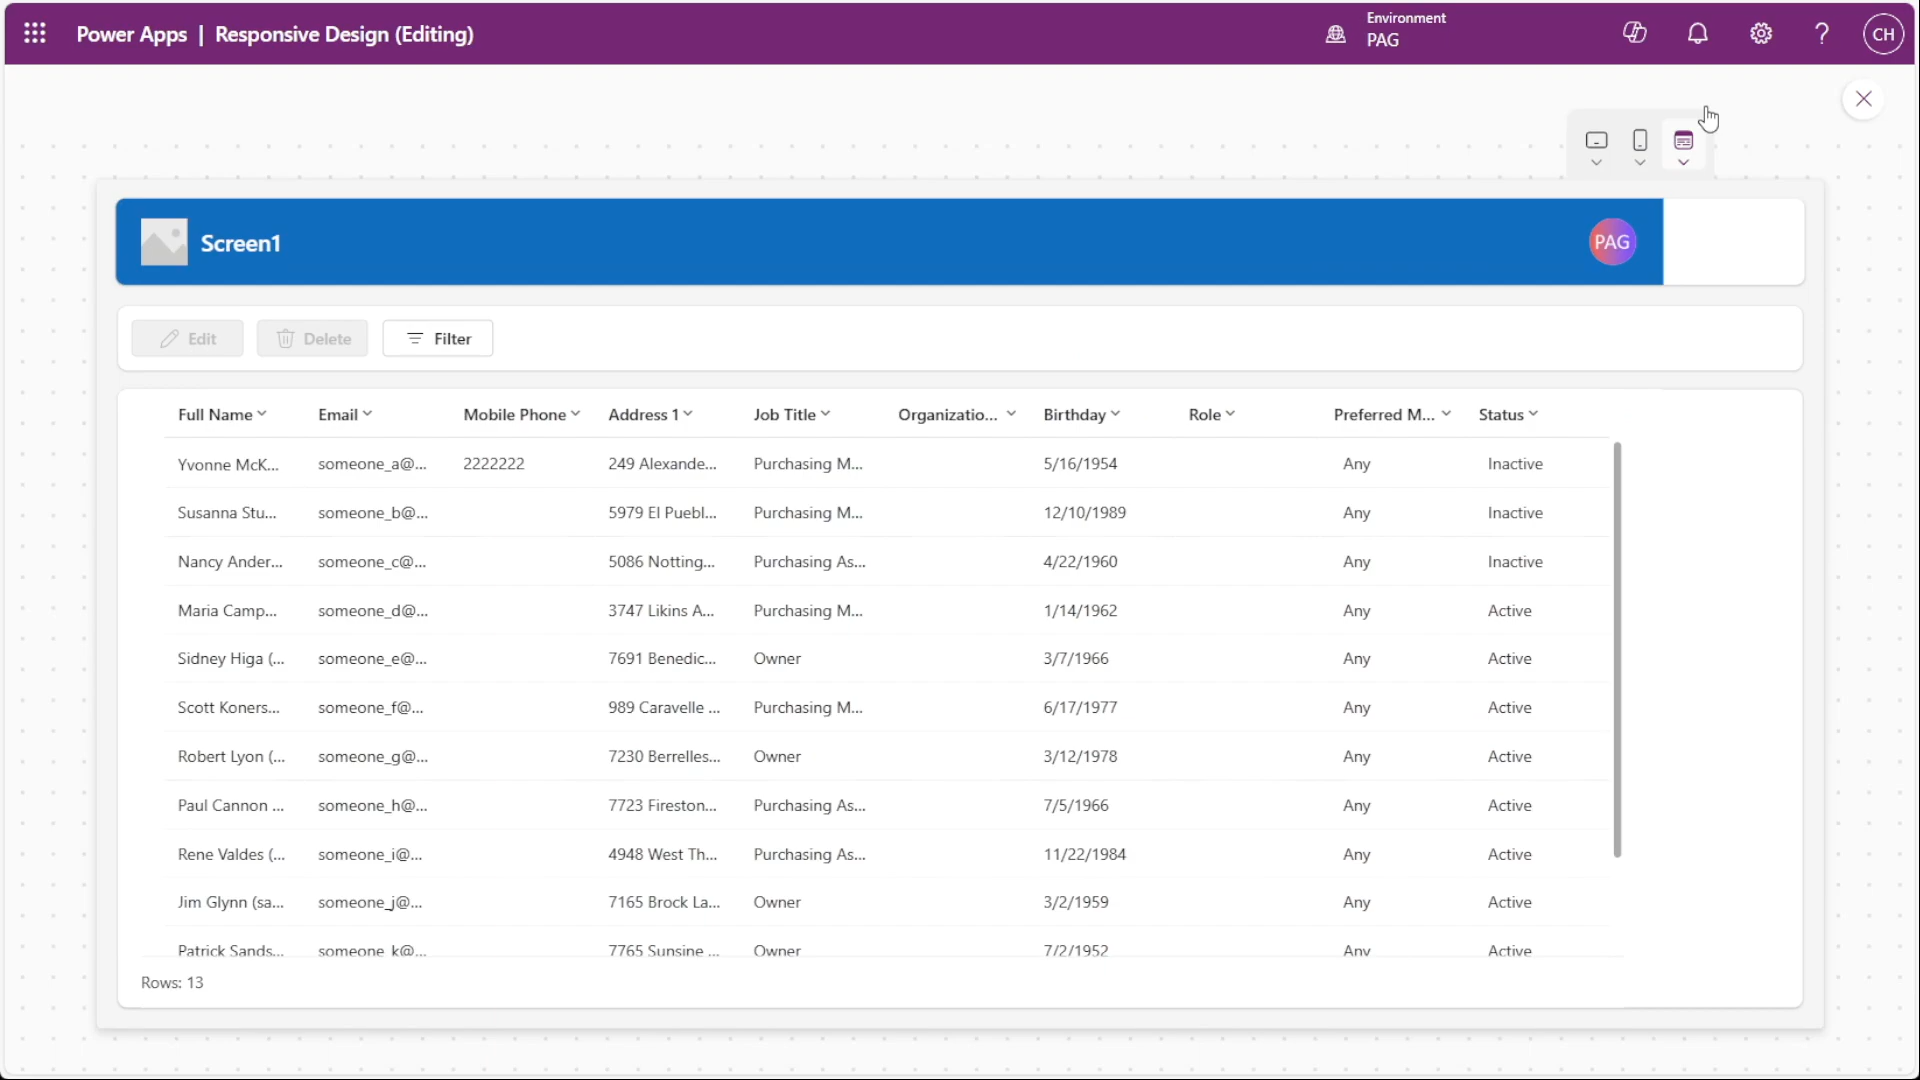 Power Apps | Responsive Design (Editing)
Environment
PAG
CH
Screen1
PAG
Edit Delete Filter
Full Name Email Mobile Phone Address 1 Job Title Organizatio... Birthday Role Preferred M... Status
Yvonne McK... someone_a@... 2222222 249 Alexande... Purchasing M... 5/16/1954 Any Inactive
Susanna Stu... someone_b@... 5979 El Puebl... Purchasing M... 12/10/1989 Any Inactive
Nancy Ander... someone_c@... 5086 Notting... Purchasing As... 4/22/1960 Any Inactive
Maria Camp... someone_d@... 3747 Likins A... Purchasing M... 1/14/1962 Any Active
Sidney Higa (... someone_e@... 7691 Benedic... Owner 3/7/1966 Any Active
Scott Koners... someone_f@... 989 Caravelle ... Purchasing M... 6/17/1977 Any Active
Robert Lyon (... someone_g@... 7230 Berrelles... Owner 3/12/1978 Any Active
Paul Cannon ... someone_h@... 7723 Fireston... Purchasing As... 7/5/1966 Any Active
Rene Valdes (... someone_i@... 4948 West Th... Purchasing As... 11/22/1984 Any Active
Jim Glynn (sa... someone_j@... 7165 Brock La... Owner 3/2/1959 Any Active
Patrick Sands... someone_k@... 7765 Sunsine ... Owner 7/2/1952 Any Active
Rows: 13